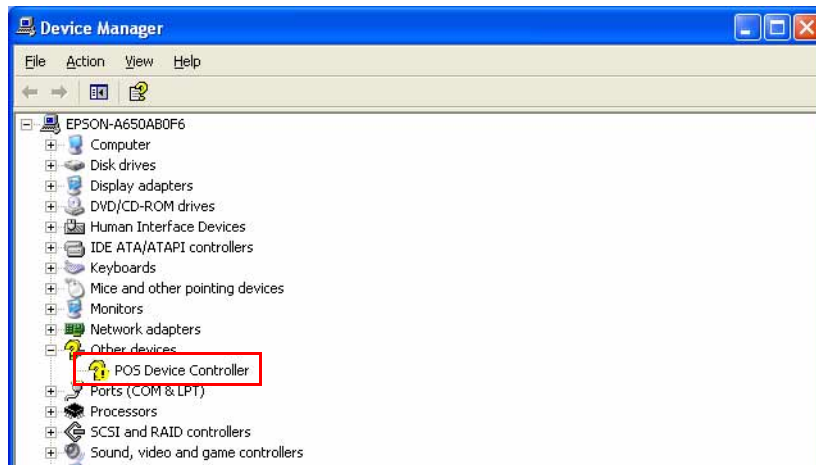 Device Manager
File Action View Help
EPSON-A650AB0F6
Computer
Disk drives
Display adapters
DVD/CD-ROM drives
Human Interface Devices
IDE ATA/ATAPI controllers
Keyboards
Mice and other pointing devices
Monitors
Network adapters
Other devices
POS Device Controller
Ports (COM & LPT)
Processors
SCSI and RAID controllers
Sound, video and game controllers